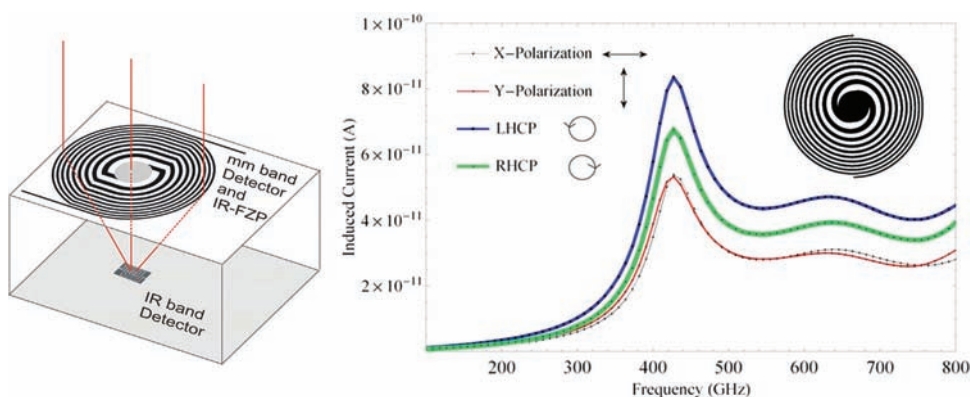 mm band
Detector
and
IR-FZP
IR band
Detector
1 × 10⁻¹⁰
8 × 10⁻¹¹
6 × 10⁻¹¹
4 × 10⁻¹¹
2 × 10⁻¹¹
Induced Current (A)
X−Polarization
Y−Polarization
LHCP
RHCP
200 300 400 500 600 700 800
Frequency (GHz)